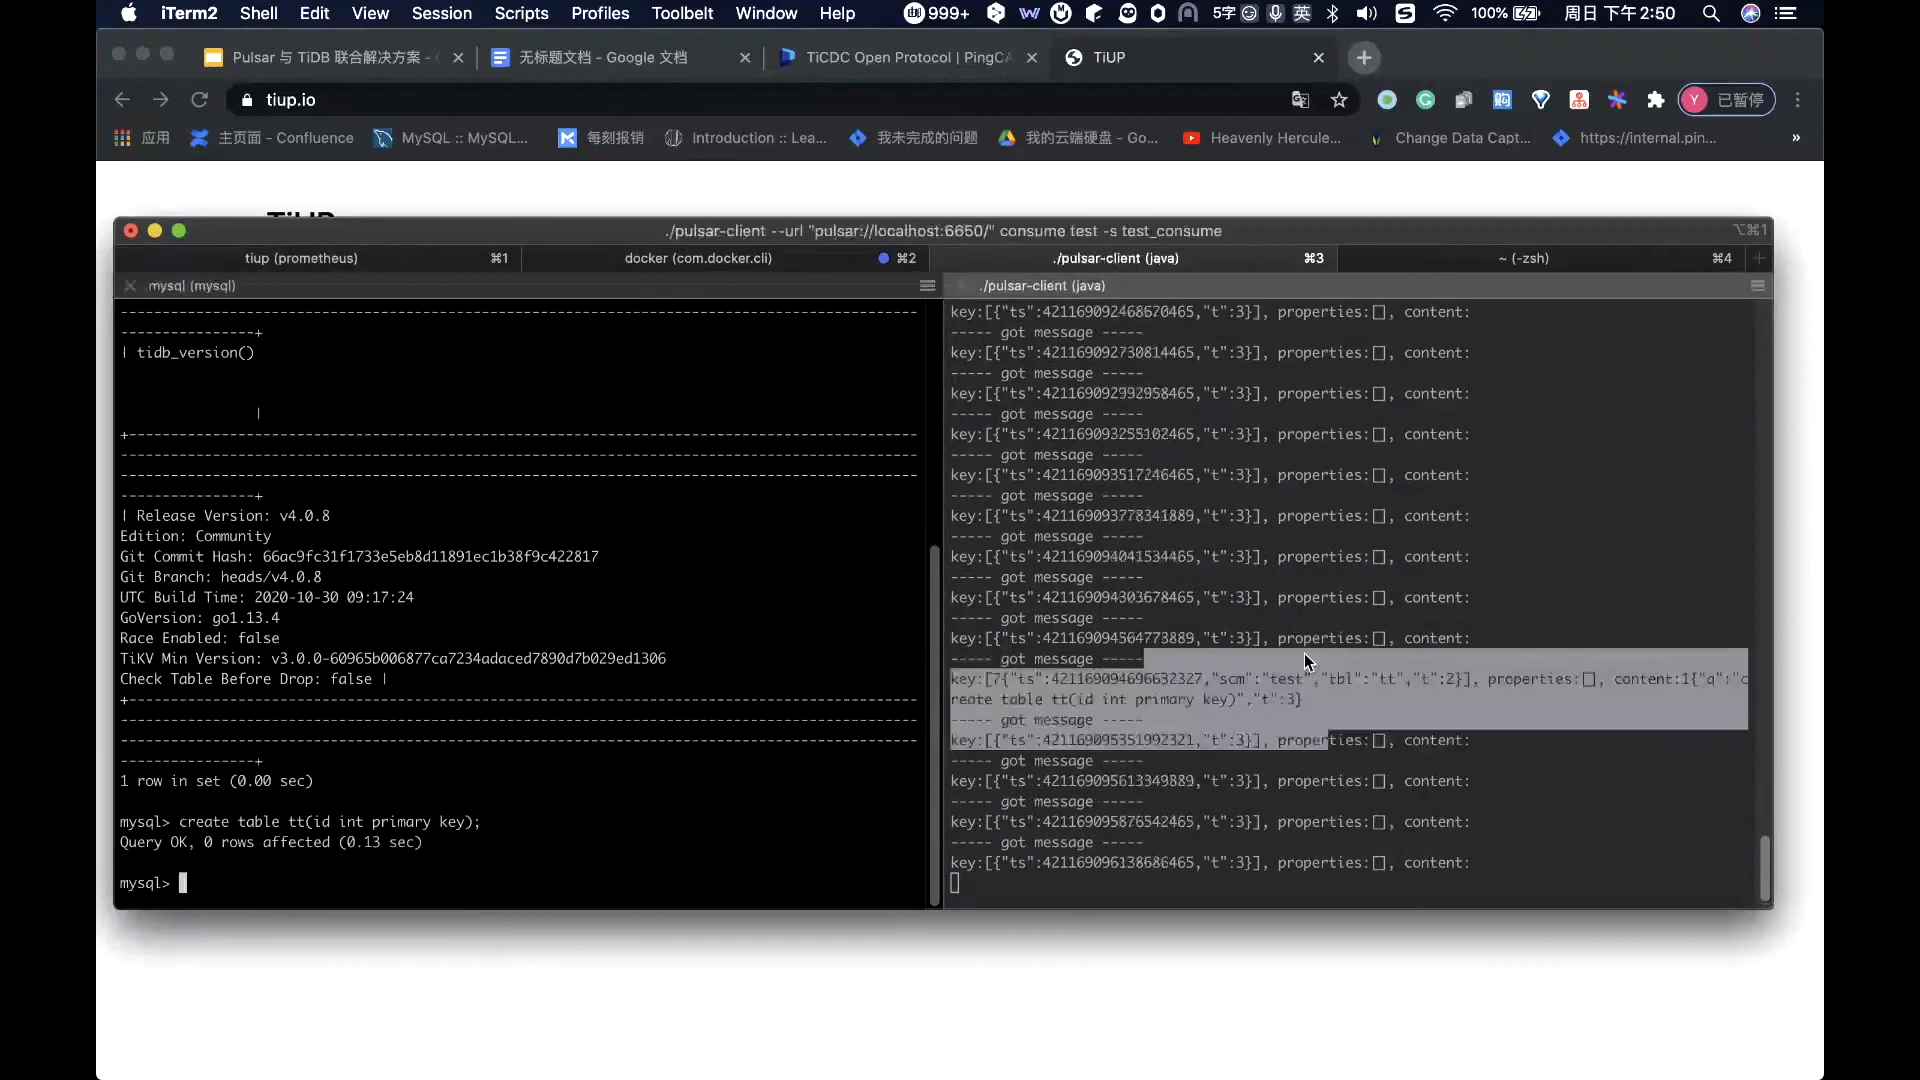 iTerm2 Shell Edit View Session Scripts Profiles Toolbelt Window Help 999+ 5字 英 100% 周日 下午 2:50
Pulsar 与 TiDB 联合解决方案 - 无标题文档 - Google 文档 TiCDC Open Protocol | PingCA TiUP
tiup.io 已暂停
应用 主页面 - Confluence MySQL :: MySQL... 每刻报销 Introduction :: Lea... 我未完成的问题 我的云端硬盘 - Go... Heavenly Hercule... Change Data Capt... https://internal.pin... »
TiUP
./pulsar-client --url "pulsar://localhost:6650/" consume test -s test_consume ⌥⌘1
tiup (prometheus) ⌘1 docker (com.docker.cli) ⌘2 ./pulsar-client (java) ⌘3 ~ (-zsh) ⌘4
mysql (mysql)
-----------------------------------------------------------------------------------------------
----------------+
| tidb_version()
|
+----------------------------------------------------------------------------------------------
-----------------------------------------------------------------------------------------------
-----------------------------------------------------------------------------------------------
----------------+
| Release Version: v4.0.8
Edition: Community
Git Commit Hash: 66ac9fc31f1733e5eb8d11891ec1b38f9c422817
Git Branch: heads/v4.0.8
UTC Build Time: 2020-10-30 09:17:24
GoVersion: go1.13.4
Race Enabled: false
TiKV Min Version: v3.0.0-60965b006877ca7234adaced7890d7b029ed1306
Check Table Before Drop: false |
+----------------------------------------------------------------------------------------------
-----------------------------------------------------------------------------------------------
-----------------------------------------------------------------------------------------------
----------------+
1 row in set (0.00 sec)
mysql> create table tt(id int primary key);
Query OK, 0 rows affected (0.13 sec)
mysql>
./pulsar-client (java)
key:[{"ts":421169092468670465,"t":3}], properties:[], content:
----- got message -----
key:[{"ts":421169092730814465,"t":3}], properties:[], content:
----- got message -----
key:[{"ts":421169092992958465,"t":3}], properties:[], content:
----- got message -----
key:[{"ts":421169093255102465,"t":3}], properties:[], content:
----- got message -----
key:[{"ts":421169093517246465,"t":3}], properties:[], content:
----- got message -----
key:[{"ts":421169093778341889,"t":3}], properties:[], content:
----- got message -----
key:[{"ts":421169094041534465,"t":3}], properties:[], content:
----- got message -----
key:[{"ts":421169094303678465,"t":3}], properties:[], content:
----- got message -----
key:[{"ts":421169094564773889,"t":3}], properties:[], content:
----- got message -----
key:[7{"ts":421169094696632327,"scm":"test","tbl":"tt","t":2}], properties:[], content:1{"q":"c
reate table tt(id int primary key)","t":3}
----- got message -----
key:[{"ts":421169095351992321,"t":3}], properties:[], content:
----- got message -----
key:[{"ts":421169095613349889,"t":3}], properties:[], content:
----- got message -----
key:[{"ts":421169095876542465,"t":3}], properties:[], content:
----- got message -----
key:[{"ts":421169096138686465,"t":3}], properties:[], content: